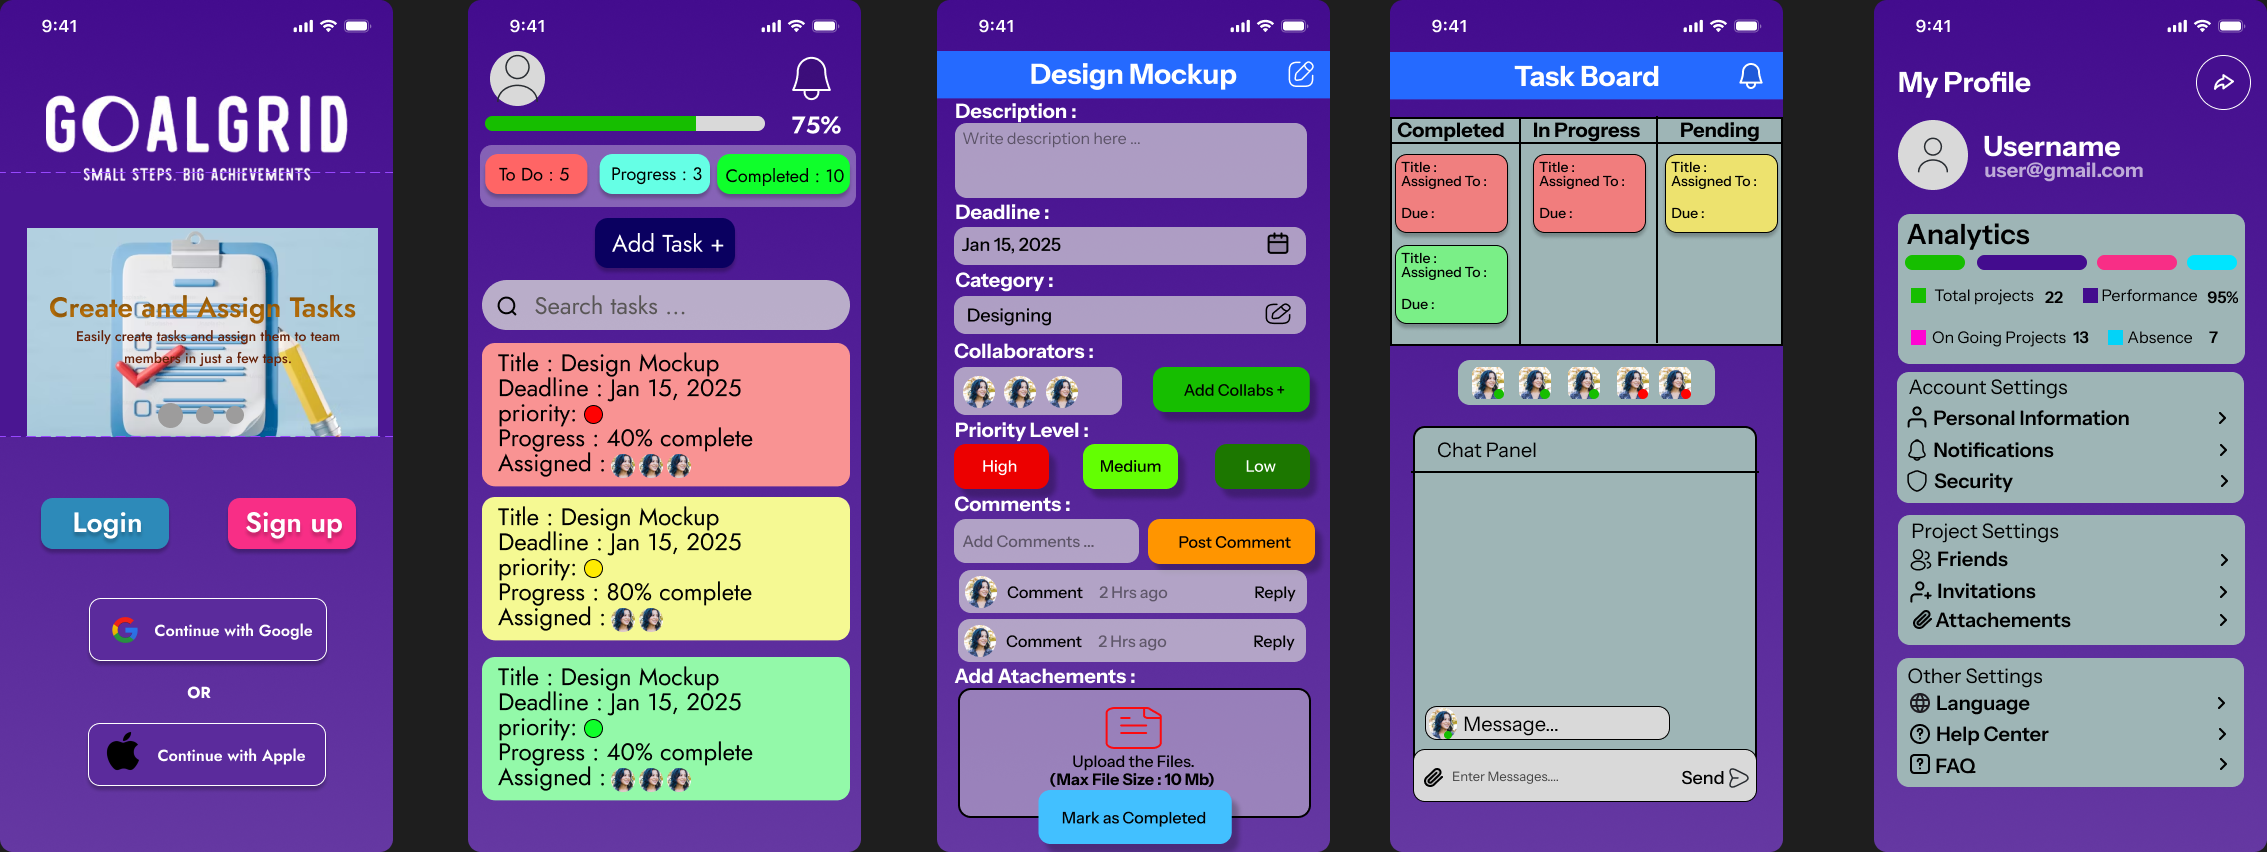 9:41
GOALGRID
SMALL STEPS. BIG ACHIEVEMENTS
Create and Assign Tasks
Easily create tasks and assign them to team
members in just a few taps.
Login
Sign up
Continue with Google
OR
Continue with Apple
9:41
75%
To Do : 5
Progress : 3
Completed : 10
Add Task +
Search tasks ...
Title : Design Mockup
Deadline : Jan 15, 2025
priority:
Progress : 40% complete
Assigned :
Title : Design Mockup
Deadline : Jan 15, 2025
priority:
Progress : 80% complete
Assigned :
Title : Design Mockup
Deadline : Jan 15, 2025
priority:
Progress : 40% complete
Assigned :
9:41
Design Mockup
Description :
Write description here ...
Deadline :
Jan 15, 2025
Category :
Designing
Collaborators :
Add Collabs +
Priority Level :
High
Medium
Low
Comments :
Add Comments ...
Post Comment
Comment 2 Hrs ago Reply
Comment 2 Hrs ago Reply
Add Atachements :
Upload the Files.
(Max File Size : 10 Mb)
Mark as Completed
9:41
Task Board
Completed
In Progress
Pending
Title :
Assigned To :
Due :
Title :
Assigned To :
Due :
Title :
Assigned To :
Due :
Title :
Assigned To :
Due :
Chat Panel
Message...
Enter Messages....
Send
9:41
My Profile
Username
user@gmail.com
Analytics
Total projects 22
Performance 95%
On Going Projects 13
Absence 7
Account Settings
Personal Information
Notifications
Security
Project Settings
Friends
Invitations
Attachements
Other Settings
Language
Help Center
FAQ